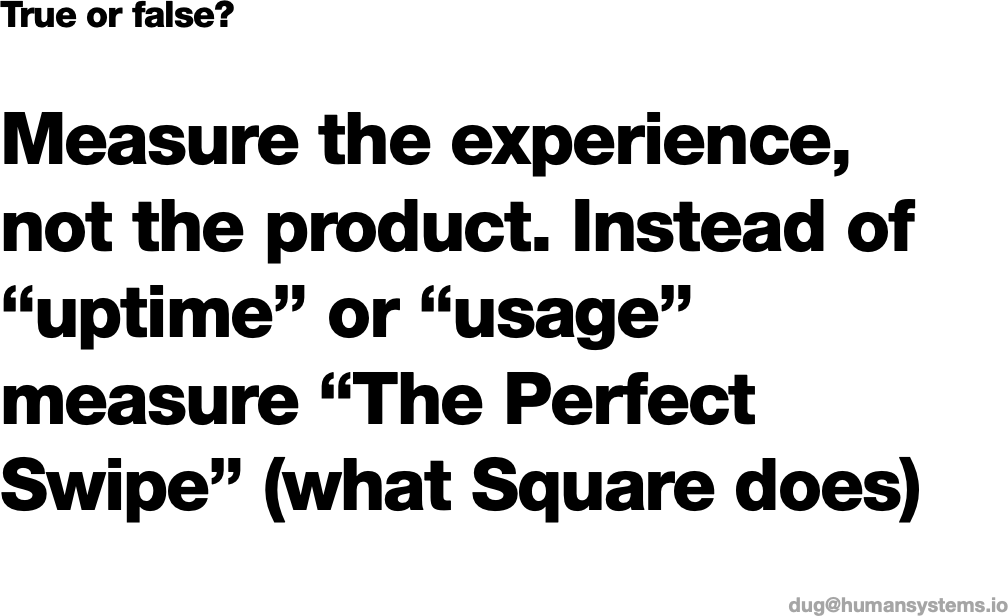 True or false?
Measure the experience,
not the product. Instead of
“uptime” or “usage”
measure “The Perfect
Swipe” (what Square does)
dug@humansystems.io